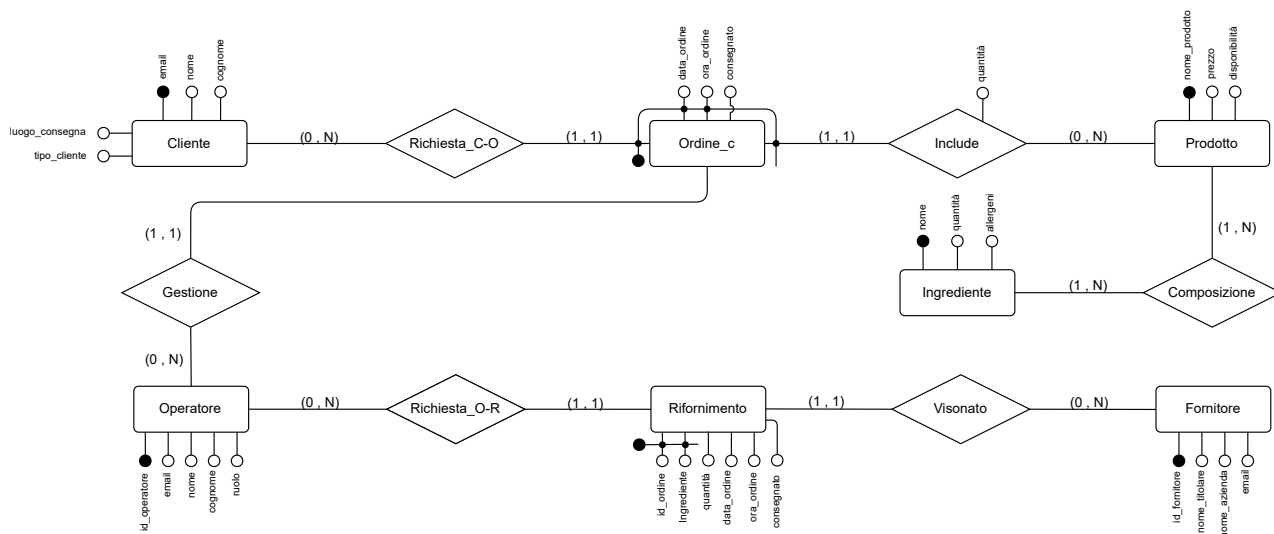 email
nome
cognome
luogo_consegna
tipo_cliente
Cliente
(0 , N)
Richiesta_C-O
(1 , 1)
data_ordine
ora_ordine
consegnato
Ordine_c
(1 , 1)
quantità
Include
(0 , N)
nome_prodotto
prezzo
disponibilità
Prodotto
(1 , 1)
Gestione
(0 , N)
nome
quantità
allergeni
Ingrediente
(1 , N)
Composizione
(1 , N)
Operatore
id_operatore
email
nome
cognome
ruolo
(0 , N)
Richiesta_O-R
(1 , 1)
Rifornimento
id_ordine
Ingrediente
quantità
data_ordine
ora_ordine
consegnato
(1 , 1)
Visonato
(0 , N)
Fornitore
id_fornitore
nome_titolare
nome_azienda
email